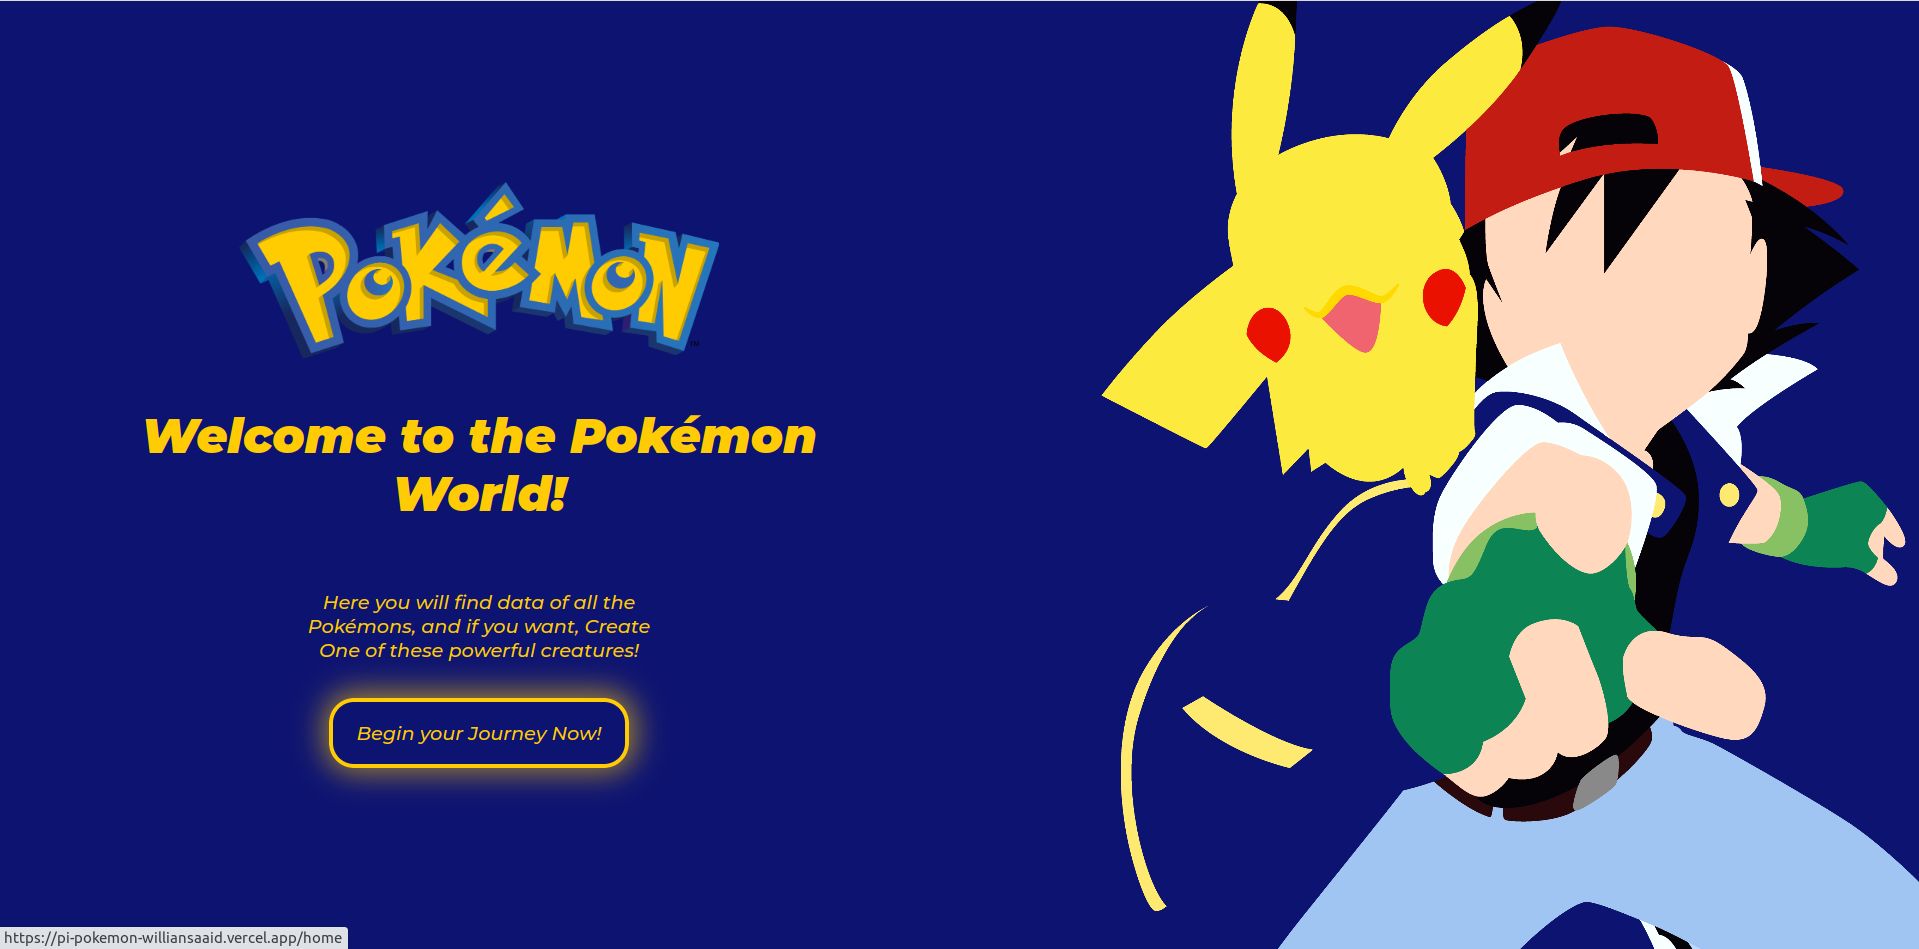 POKéMON
TM
Welcome to the Pokémon
World!
Here you will find data of all the
Pokémons, and if you want, Create
One of these powerful creatures!
Begin your Journey Now!
https://pi-pokemon-williansaaid.vercel.app/home